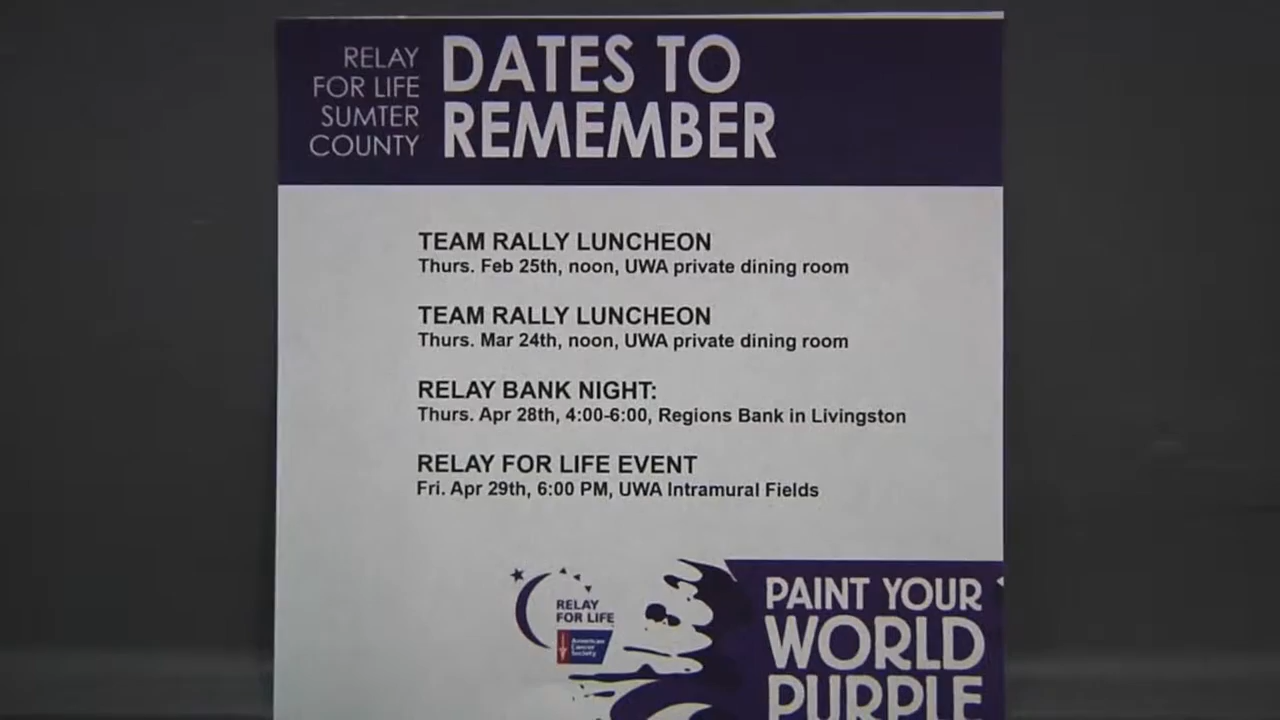 RELAY
FOR LIFE
SUMTER
COUNTY
DATES TO
REMEMBER
TEAM RALLY LUNCHEON
Thurs. Feb 25th, noon, UWA private dining room
TEAM RALLY LUNCHEON
Thurs. Mar 24th, noon, UWA private dining room
RELAY BANK NIGHT:
Thurs. Apr 28th, 4:00-6:00, Regions Bank in Livingston
RELAY FOR LIFE EVENT
Fri. Apr 29th, 6:00 PM, UWA Intramural Fields
RELAY
FOR LIFE
American
Cancer
Society
PAINT YOUR
WORLD
PURPLE